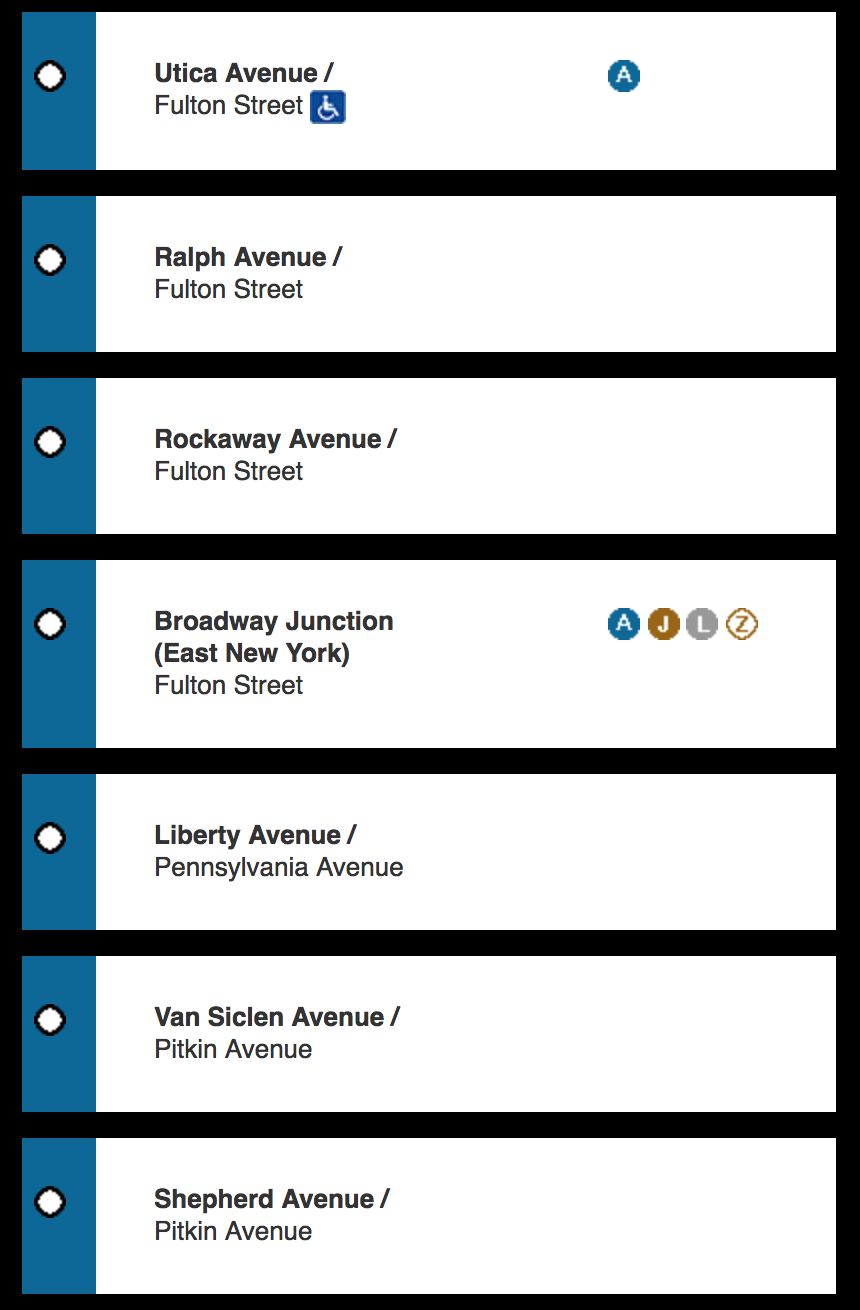 Utica Avenue / A
Fulton Street
Ralph Avenue /
Fulton Street
Rockaway Avenue /
Fulton Street
Broadway Junction A J L Z
(East New York)
Fulton Street
Liberty Avenue /
Pennsylvania Avenue
Van Siclen Avenue /
Pitkin Avenue
Shepherd Avenue /
Pitkin Avenue